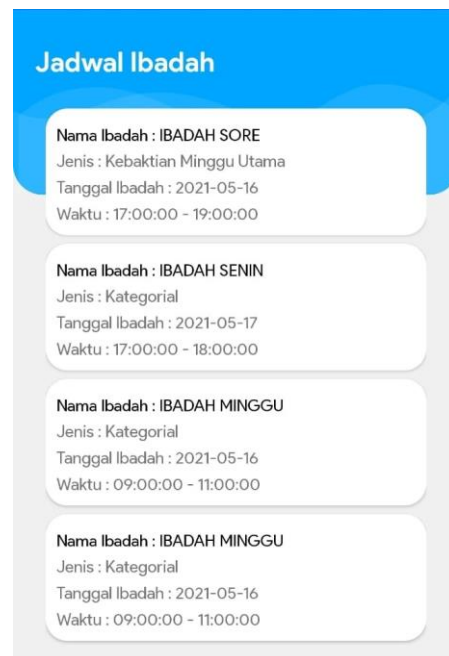 Jadwal Ibadah
Nama Ibadah : IBADAH SORE
Jenis : Kebaktian Minggu Utama
Tanggal Ibadah : 2021-05-16
Waktu : 17:00:00 - 19:00:00
Nama Ibadah : IBADAH SENIN
Jenis : Kategorial
Tanggal Ibadah : 2021-05-17
Waktu : 17:00:00 - 18:00:00
Nama Ibadah : IBADAH MINGGU
Jenis : Kategorial
Tanggal Ibadah : 2021-05-16
Waktu : 09:00:00 - 11:00:00
Nama Ibadah : IBADAH MINGGU
Jenis : Kategorial
Tanggal Ibadah : 2021-05-16
Waktu : 09:00:00 - 11:00:00